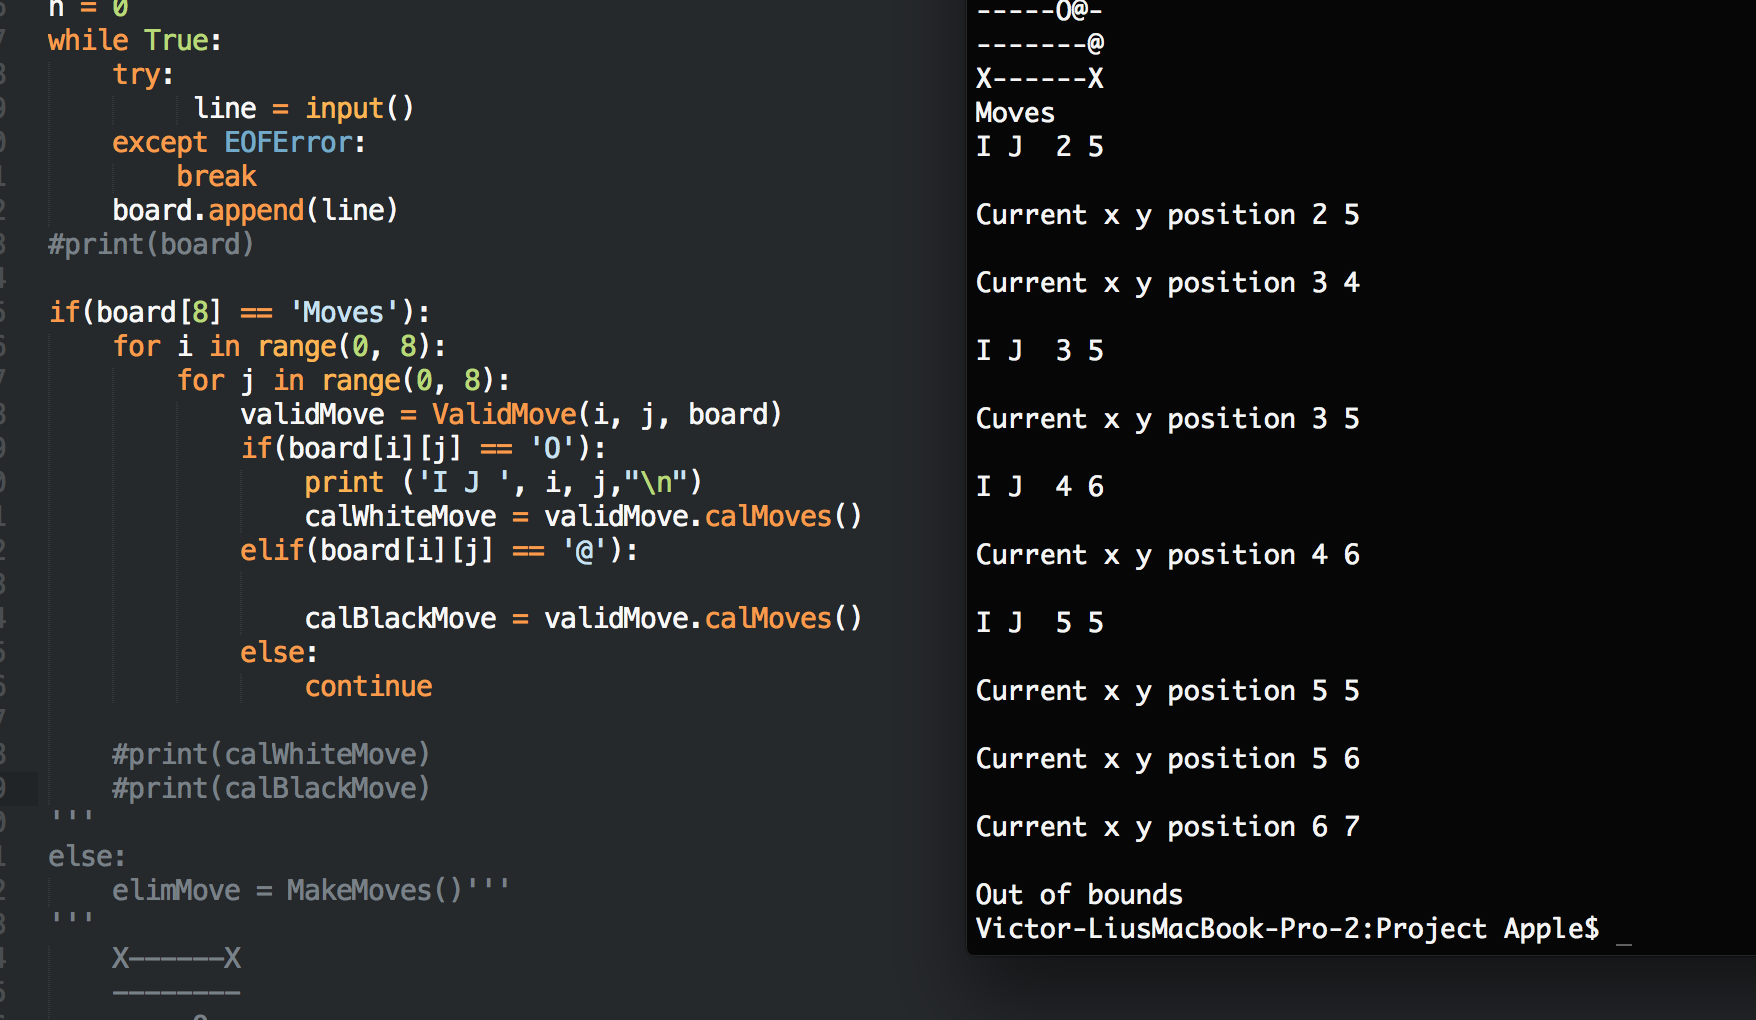 n = 0
while True:
try:
line = input()
except EOFError:
break
board.append(line)
#print(board)
if(board[8] == 'Moves'):
for i in range(0, 8):
for j in range(0, 8):
validMove = ValidMove(i, j, board)
if(board[i][j] == 'O'):
print ('I J ', i, j,"\n")
calWhiteMove = validMove.calMoves()
elif(board[i][j] == '@'):
calBlackMove = validMove.calMoves()
else:
continue
#print(calWhiteMove)
#print(calBlackMove)
'''
else:
elimMove = MakeMoves()'''
'''
X------X
--------
-----O@-
-------@
X------X
Moves
I J  2 5
Current x y position 2 5
Current x y position 3 4
I J  3 5
Current x y position 3 5
I J  4 6
Current x y position 4 6
I J  5 5
Current x y position 5 5
Current x y position 5 6
Current x y position 6 7
Out of bounds
Victor-LiusMacBook-Pro-2:Project Apple$ _